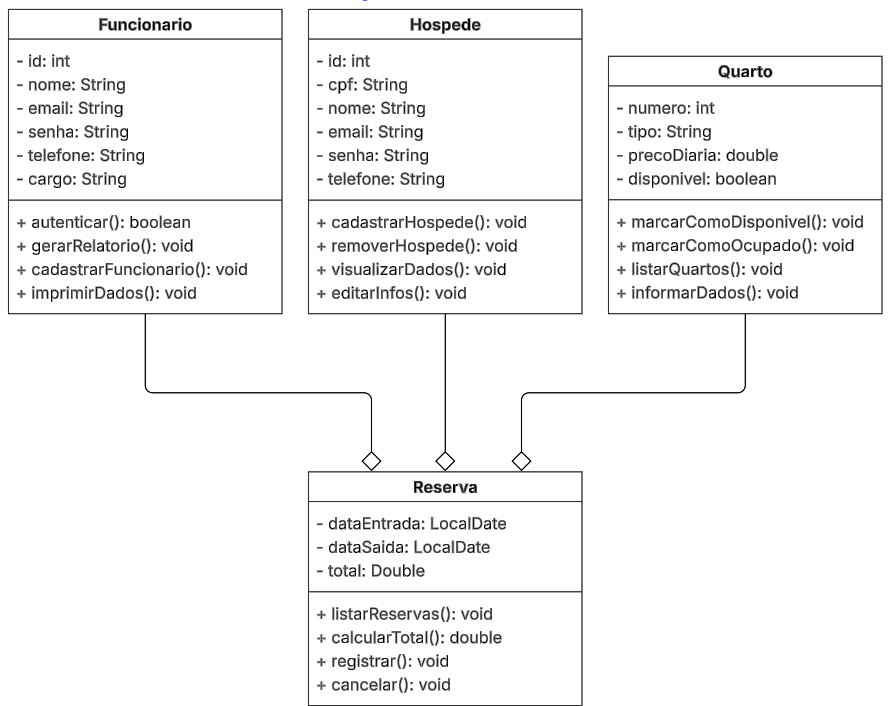 Funcionario
- id: int
- nome: String
- email: String
- senha: String
- telefone: String
- cargo: String
+ autenticar(): boolean
+ gerarRelatorio(): void
+ cadastrarFuncionario(): void
+ imprimirDados(): void
Hospede
- id: int
- cpf: String
- nome: String
- email: String
- senha: String
- telefone: String
+ cadastrarHospede(): void
+ removerHospede(): void
+ visualizarDados(): void
+ editarInfos(): void
Quarto
- numero: int
- tipo: String
- precoDiaria: double
- disponivel: boolean
+ marcarComoDisponivel(): void
+ marcarComoOcupado(): void
+ listarQuartos(): void
+ informarDados(): void
Reserva
- dataEntrada: LocalDate
- dataSaida: LocalDate
- total: Double
+ listarReservas(): void
+ calcularTotal(): double
+ registrar(): void
+ cancelar(): void